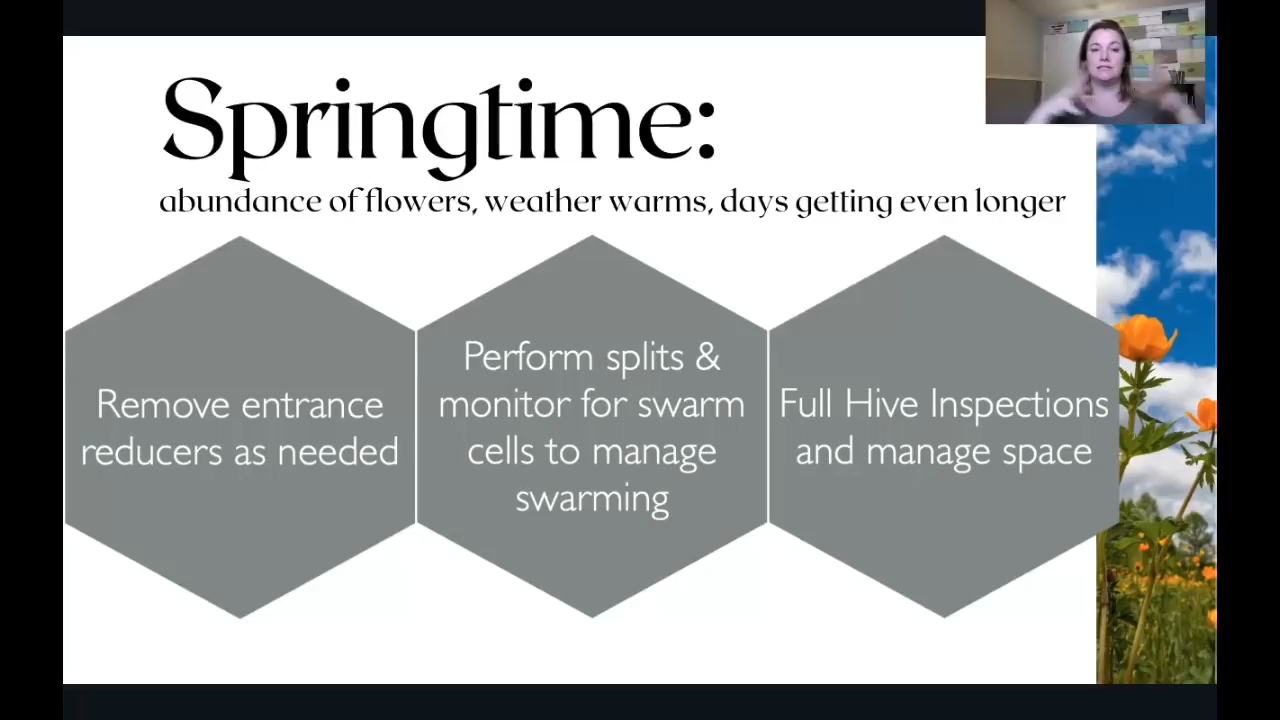 Springtime:
abundance of flowers, weather warms, days getting even longer
Remove entrance
reducers as needed
Perform splits &
monitor for swarm
cells to manage
swarming
Full Hive Inspections
and manage space